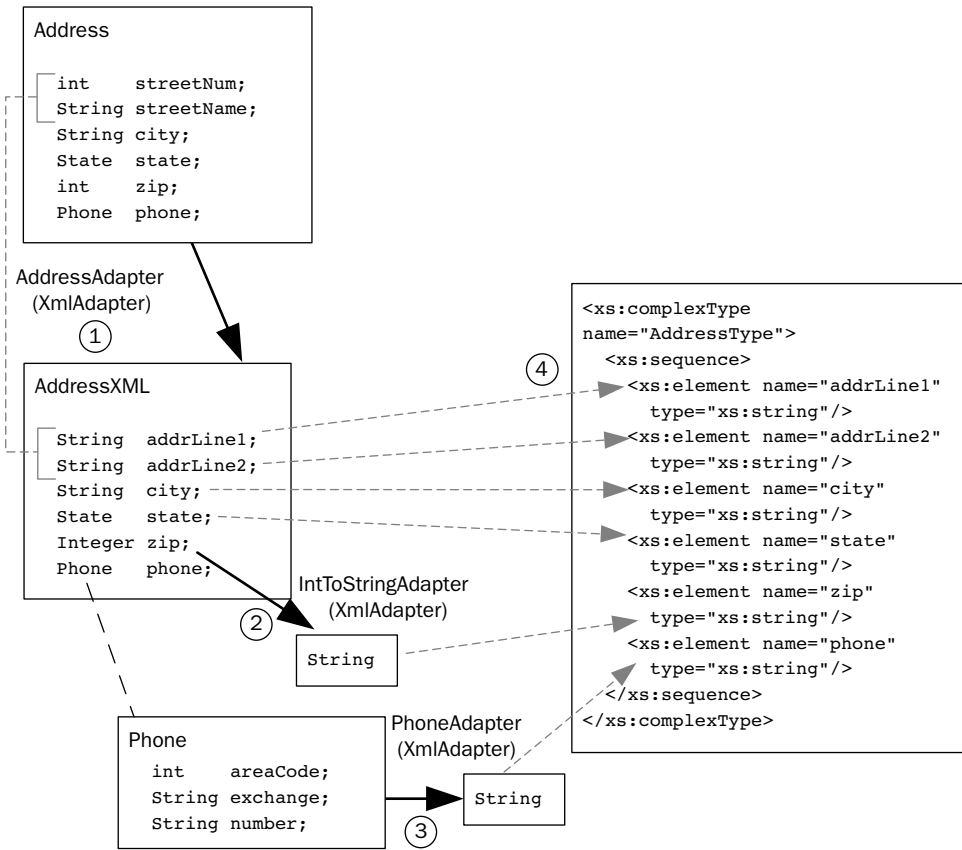 Address
int streetNum;
String streetName;
String city;
State state;
int zip;
Phone phone;
AddressAdapter
(XmlAdapter)
1
AddressXML
String addrLine1;
String addrLine2;
String city;
State state;
Integer zip;
Phone phone;
IntToStringAdapter
(XmlAdapter)
2
String
Phone
int areaCode;
String exchange;
String number;
PhoneAdapter
(XmlAdapter)
3
String
4
<xs:complexType
name="AddressType">
<xs:sequence>
<xs:element name="addrLine1"
type="xs:string"/>
<xs:element name="addrLine2"
type="xs:string"/>
<xs:element name="city"
type="xs:string"/>
<xs:element name="state"
type="xs:string"/>
<xs:element name="zip"
type="xs:string"/>
<xs:element name="phone"
type="xs:string"/>
</xs:sequence>
</xs:complexType>